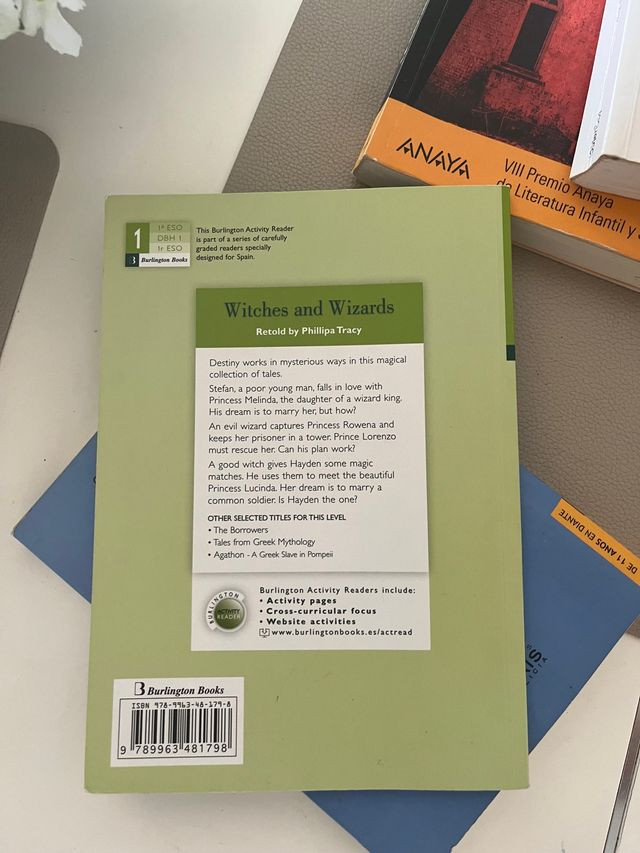 ANAYA
VIII Premio Anaya
de Literatura Infantil y
1
1º ESO
DBH 1
1r ESO
B Burlington Books
This Burlington Activity Reader
is part of a series of carefully
graded readers specially
designed for Spain.
Witches and Wizards
Retold by Phillipa Tracy
Destiny works in mysterious ways in this magical
collection of tales.
Stefan, a poor young man, falls in love with
Princess Melinda, the daughter of a wizard king.
His dream is to marry her, but how?
An evil wizard captures Princess Rowena and
keeps her prisoner in a tower. Prince Lorenzo
must rescue her. Can his plan work?
A good witch gives Hayden some magic
matches. He uses them to meet the beautiful
Princess Lucinda. Her dream is to marry a
common soldier. Is Hayden the one?
OTHER SELECTED TITLES FOR THIS LEVEL
• The Borrowers
• Tales from Greek Mythology
• Agathon - A Greek Slave in Pompeii
BURLINGTON
ACTIVITY
READER
Burlington Activity Readers include:
• Activity pages
• Cross-curricular focus
• Website activities
www.burlingtonbooks.es/actread
DE 11 AÑOS EN DIANTE
B Burlington Books
ISBN 978-9963-48-179-8
9 789963 481798